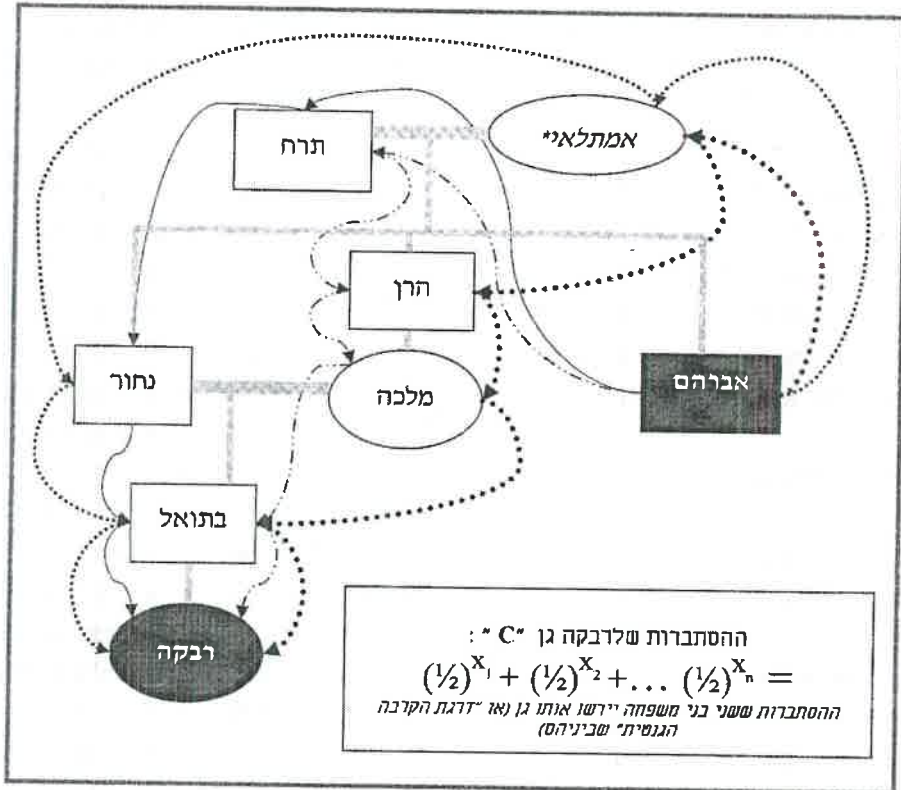 אמתלאי*
תרח
הרן
נחור
מלכה
אברהם
בתואל
רבקה
ההסתברות שלרבקה גן "C" :
(½)^X₁ + (½)^X₂ + ... (½)^Xₙ =
ההסתברות ששני בני משפחה יירשו אותו גן (או "דרגת הקרבה
הגנטית" שביניהם)